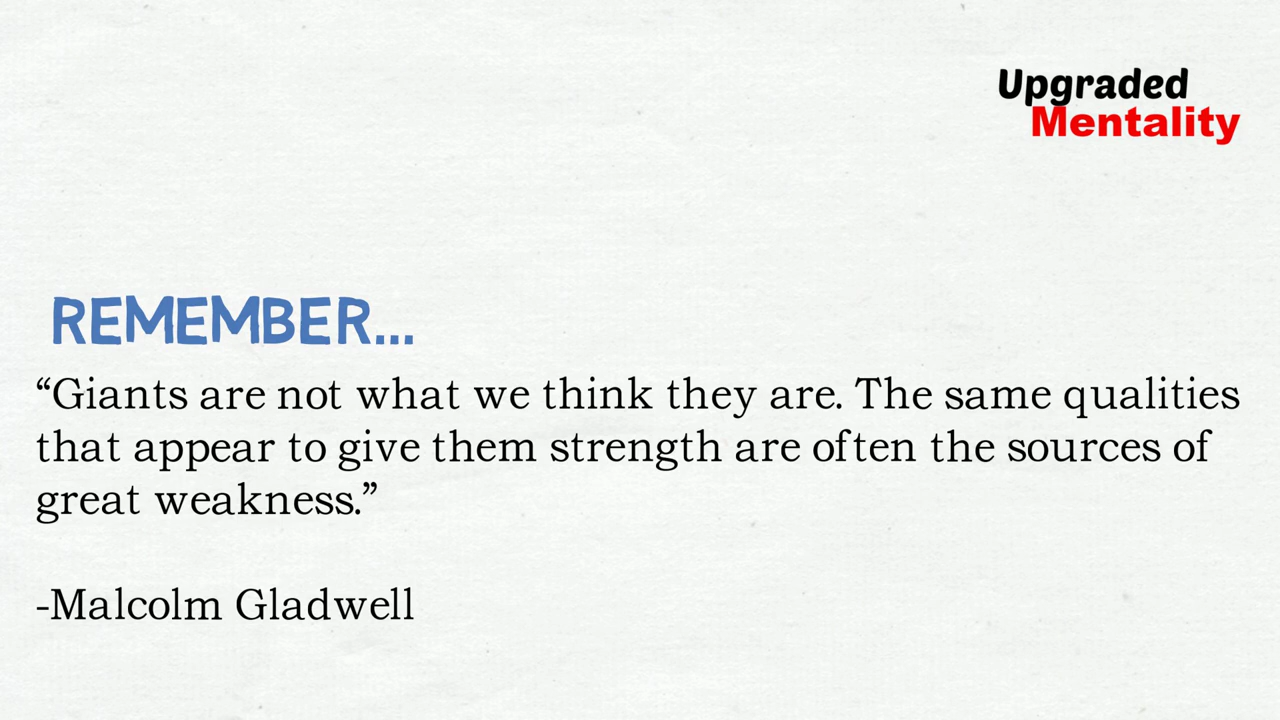 Upgraded
Mentality
REMEMBER...
“Giants are not what we think they are. The same qualities
that appear to give them strength are often the sources of
great weakness.”
-Malcolm Gladwell